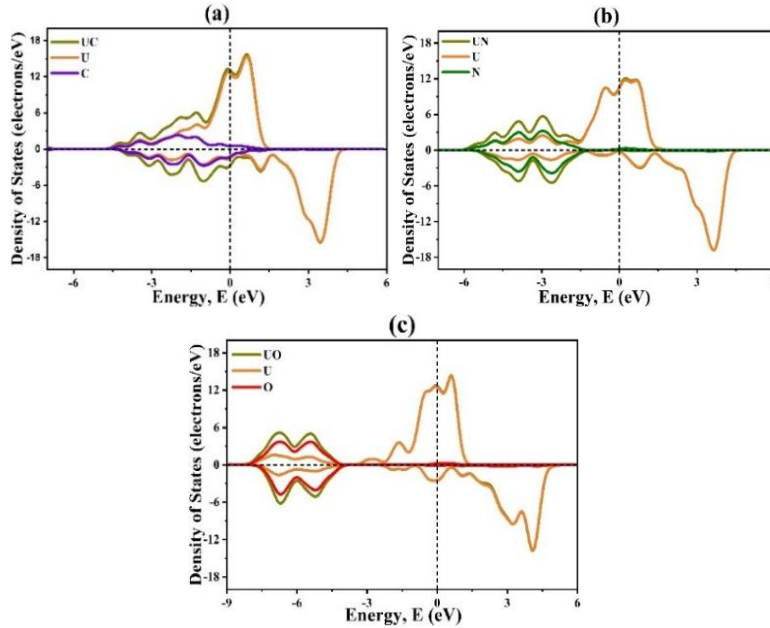 (a)
UC
U
C
18
12
6
0
-6
-12
-18
-6
-3
0
3
6
Density of States (electrons/eV)
Energy, E (eV)
(b)
UN
U
N
18
12
6
0
-6
-12
-18
-7
-4
0
4
Density of States (electrons/eV)
Energy, E (eV)
(c)
UO
U
O
18
12
6
0
-6
-12
-18
-9
-6
-3
0
3
6
Density of States (electrons/eV)
Energy, E (eV)